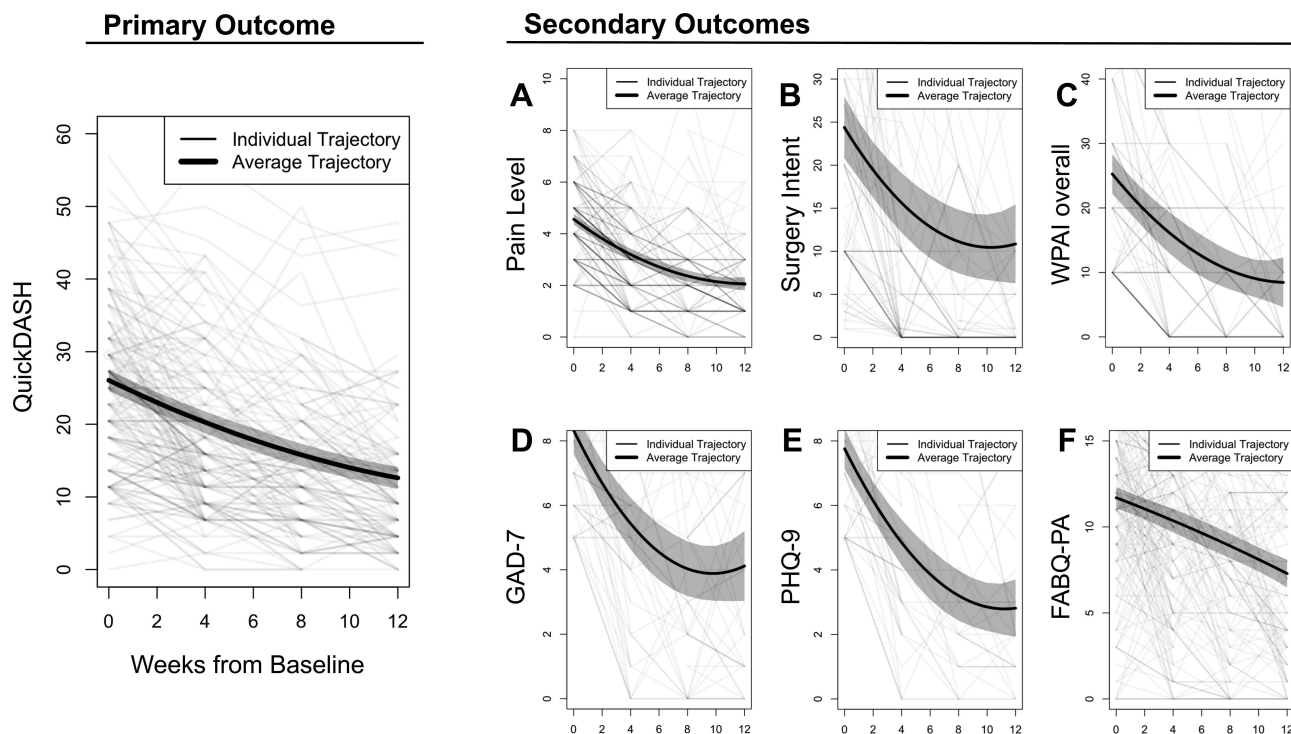 Primary Outcome
Secondary Outcomes
QuickDASH
60
50
40
30
20
10
0
Individual Trajectory
Average Trajectory
0 2 4 6 8 10 12
Weeks from Baseline
A
Pain Level
10
8
6
4
2
0
Individual Trajectory
Average Trajectory
0 2 4 6 8 10 12
B
Surgery Intent
30
25
20
15
10
5
0
Individual Trajectory
Average Trajectory
0 2 4 6 8 10 12
C
WPAI overall
40
30
20
10
0
Individual Trajectory
Average Trajectory
0 2 4 6 8 10 12
D
GAD-7
8
6
4
2
0
Individual Trajectory
Average Trajectory
0 2 4 6 8 10 12
E
PHQ-9
8
6
4
2
0
Individual Trajectory
Average Trajectory
0 2 4 6 8 10 12
F
FABQ-PA
15
10
5
0
Individual Trajectory
Average Trajectory
0 2 4 6 8 10 12